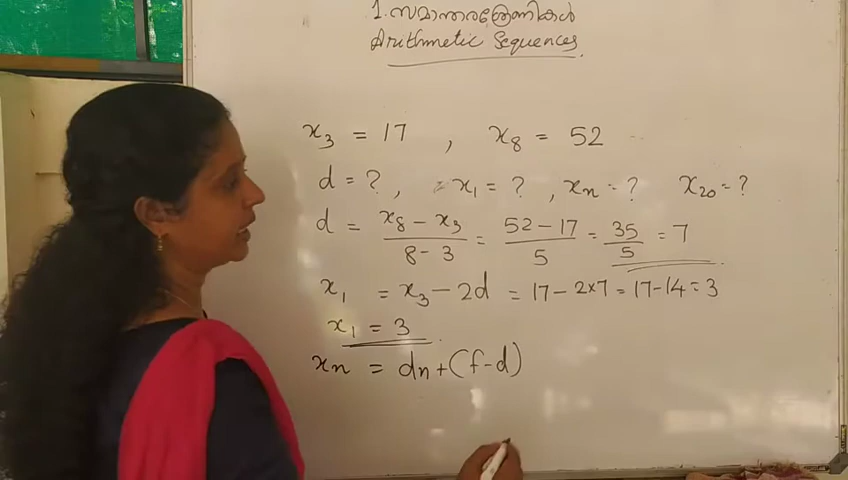 1. സമാന്തരശ്രേണികൾ
Arithmetic Sequences
x₃ = 17 , x₈ = 52
d = ? , x₁ = ? , xₙ = ? x₂₀ = ?
d = (x₈ − x₃)/(8 − 3) = (52 − 17)/5 = 35/5 = 7
x₁ = x₃ − 2d = 17 − 2×7 = 17 − 14 = 3
x₁ = 3
xₙ = dn + (f − d)